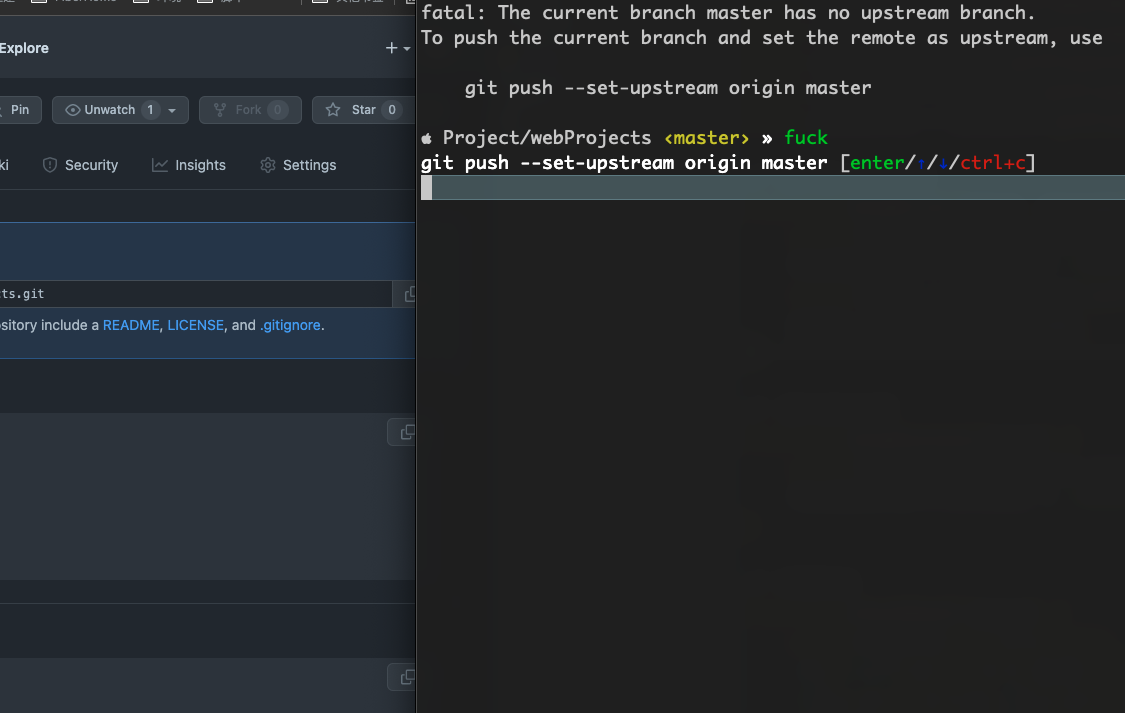 Explore
Pin
Unwatch 1
Fork 0
Star 0
ki
Security
Insights
Settings
ts.git
ository include a README, LICENSE, and .gitignore.
fatal: The current branch master has no upstream branch.
To push the current branch and set the remote as upstream, use
git push --set-upstream origin master
Project/webProjects <master> » fuck
git push --set-upstream origin master [enter/↑/↓/ctrl+c]